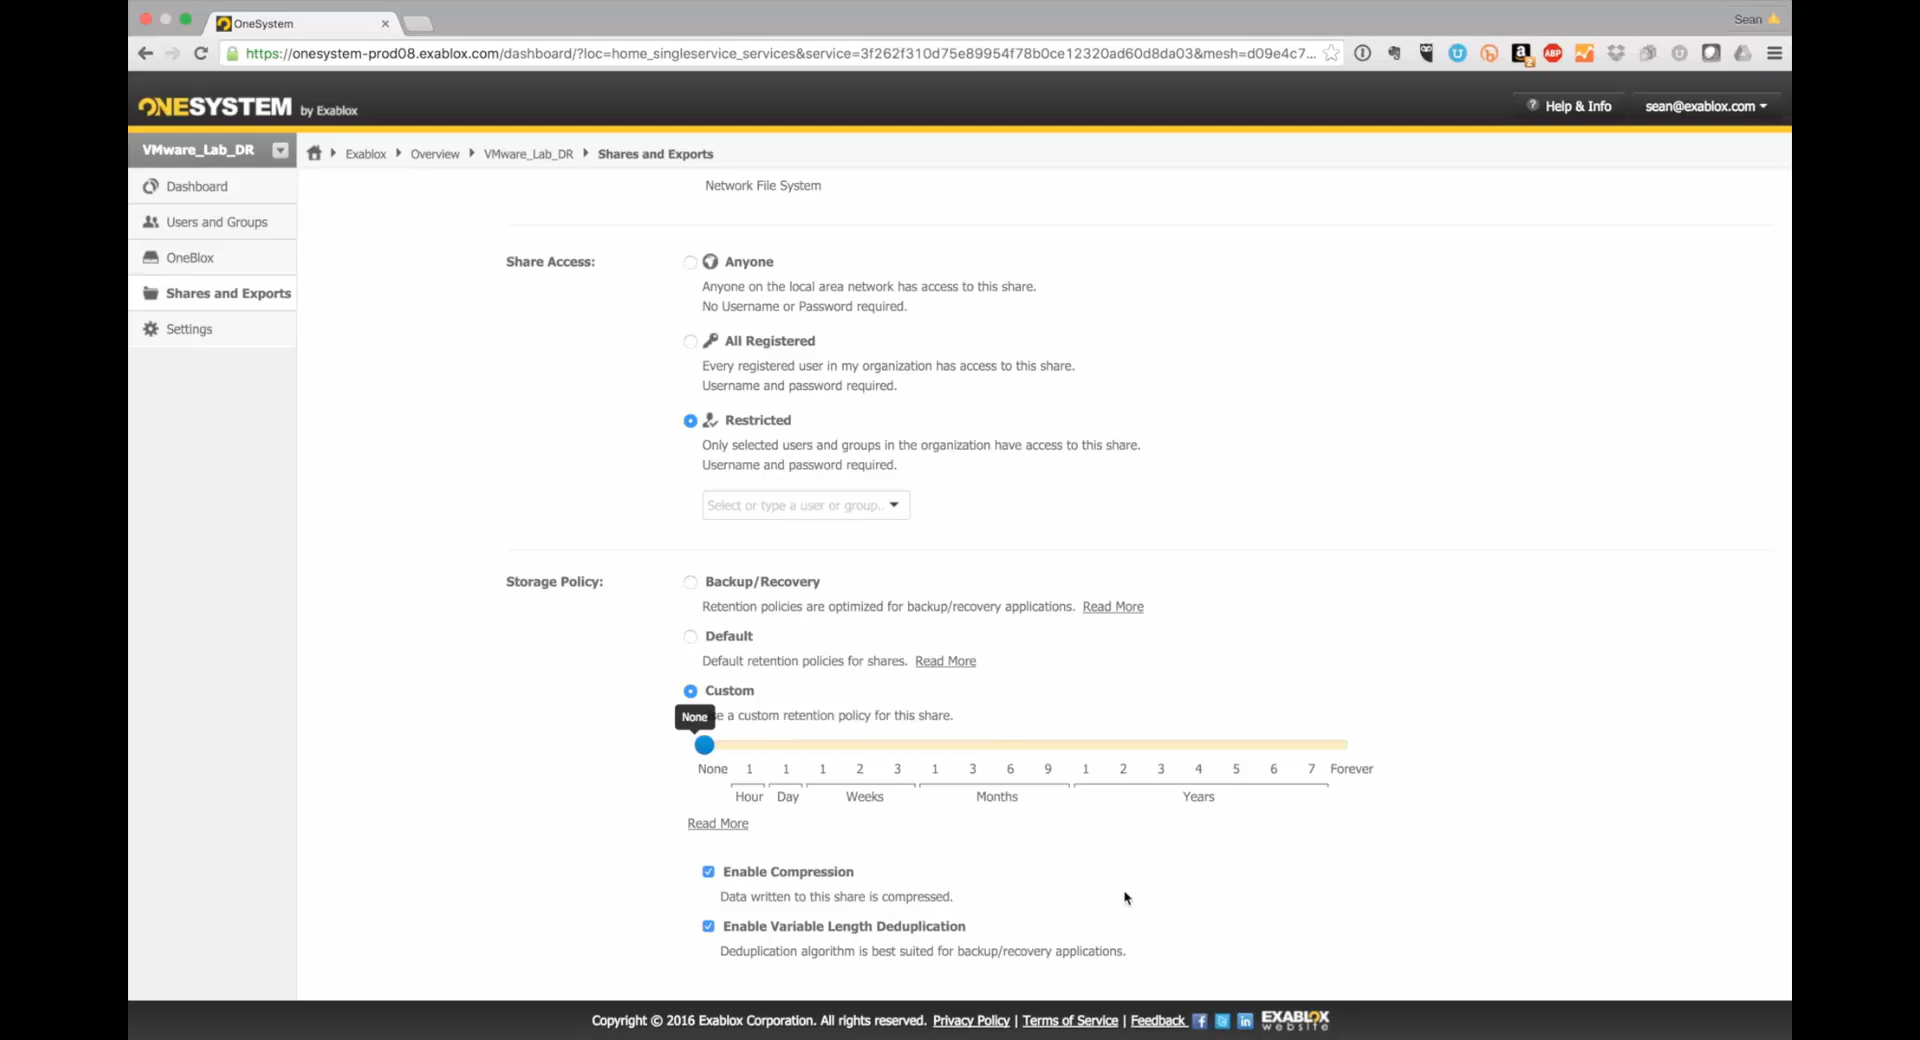 OneSystem
Sean
https://onesystem-prod08.exablox.com/dashboard/?loc=home_singleservice_services&service=3f262f310d75e89954f78b0ce12320ad60d8da03&mesh=d09e4c7...
ABP
2
ONESYSTEM by Exablox
Help & Info
sean@exablox.com
VMware_Lab_DR
Exablox Overview VMware_Lab_DR Shares and Exports
Dashboard
Users and Groups
OneBlox
Shares and Exports
Settings
Network File System
Share Access:
Anyone
Anyone on the local area network has access to this share.
No Username or Password required.
All Registered
Every registered user in my organization has access to this share.
Username and password required.
Restricted
Only selected users and groups in the organization have access to this share.
Username and password required.
Select or type a user or group..
Storage Policy:
Backup/Recovery
Retention policies are optimized for backup/recovery applications. Read More
Default
Default retention policies for shares. Read More
Custom
None
a custom retention policy for this share.
None 1 1 1 2 3 1 3 6 9 1 2 3 4 5 6 7 Forever
Hour Day Weeks Months Years
Read More
Enable Compression
Data written to this share is compressed.
Enable Variable Length Deduplication
Deduplication algorithm is best suited for backup/recovery applications.
Copyright © 2016 Exablox Corporation. All rights reserved. Privacy Policy | Terms of Service | Feedback
EXABLOX
website